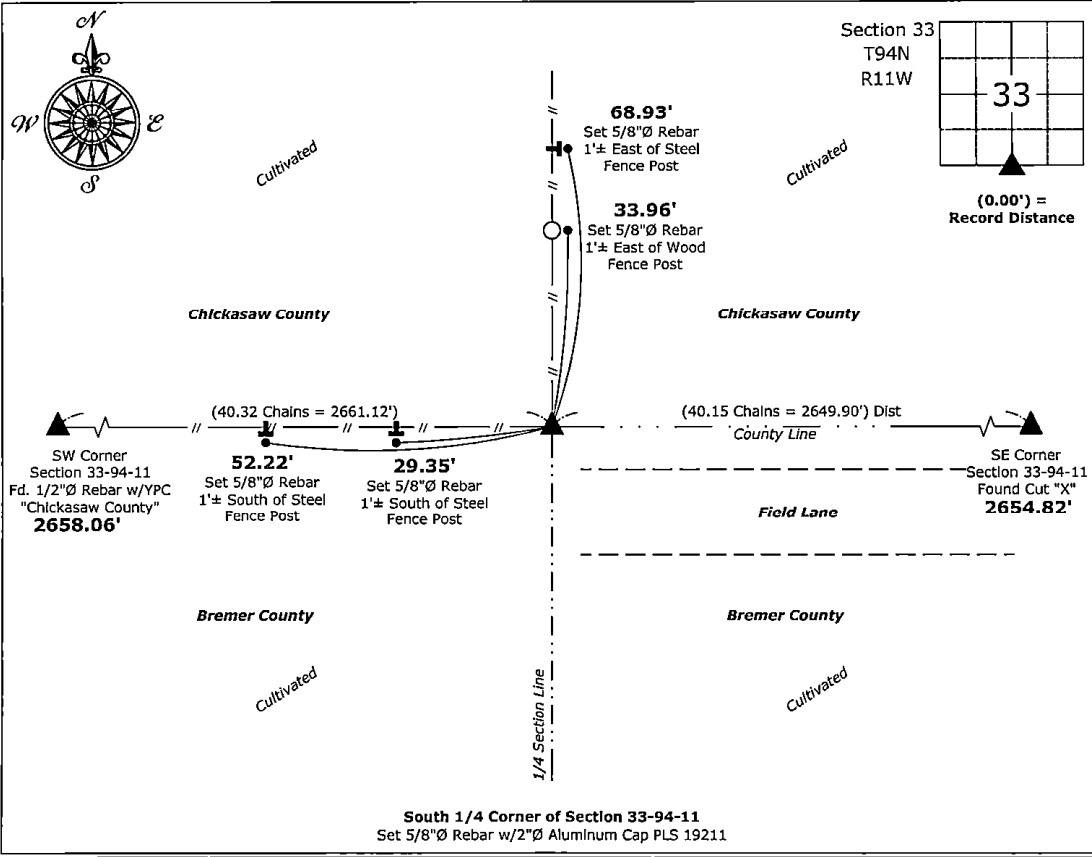 N
W
E
S
Section 33
T94N
R11W
33
(0.00') =
Record Distance
Cultivated
68.93'
Set 5/8"Ø Rebar
1'± East of Steel
Fence Post
Cultivated
33.96'
Set 5/8"Ø Rebar
1'± East of Wood
Fence Post
Chickasaw County
Chickasaw County
(40.32 Chains = 2661.12')
(40.15 Chains = 2649.90') Dist
County Line
SW Corner
Section 33-94-11
Fd. 1/2"Ø Rebar w/YPC
"Chickasaw County"
2658.06'
52.22'
Set 5/8"Ø Rebar
1'± South of Steel
Fence Post
29.35'
Set 5/8"Ø Rebar
1'± South of Steel
Fence Post
SE Corner
Section 33-94-11
Found Cut "X"
2654.82'
Field Lane
Bremer County
Bremer County
Cultivated
1/4 Section Line
Cultivated
South 1/4 Corner of Section 33-94-11
Set 5/8"Ø Rebar w/2"Ø Aluminum Cap PLS 19211